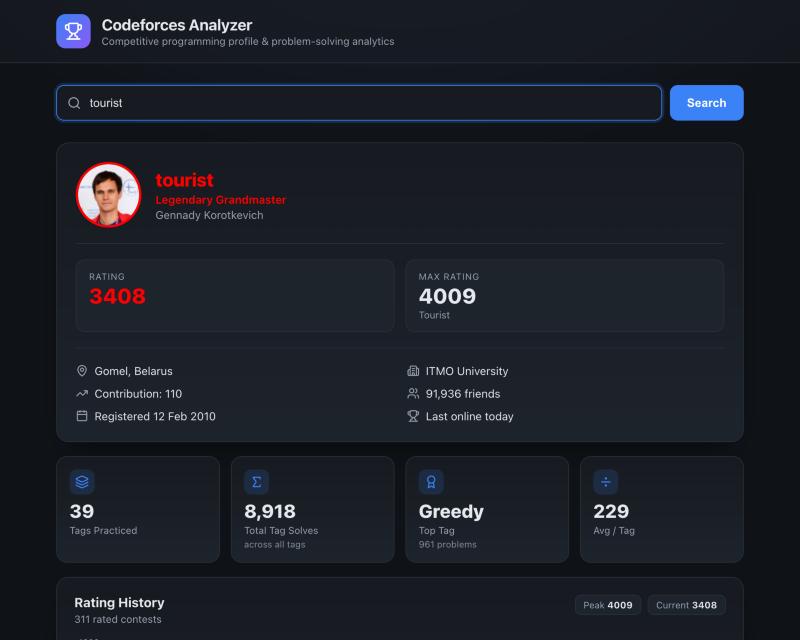 Codeforces Analyzer
Competitive programming profile & problem-solving analytics
tourist
Search
tourist
Legendary Grandmaster
Gennady Korotkevich
RATING
3408
MAX RATING
4009
Tourist
Gomel, Belarus
ITMO University
Contribution: 110
91,936 friends
Registered 12 Feb 2010
Last online today
39
Tags Practiced
8,918
Total Tag Solves
across all tags
Greedy
Top Tag
961 problems
229
Avg / Tag
Rating History
311 rated contests
Peak 4009
Current 3408